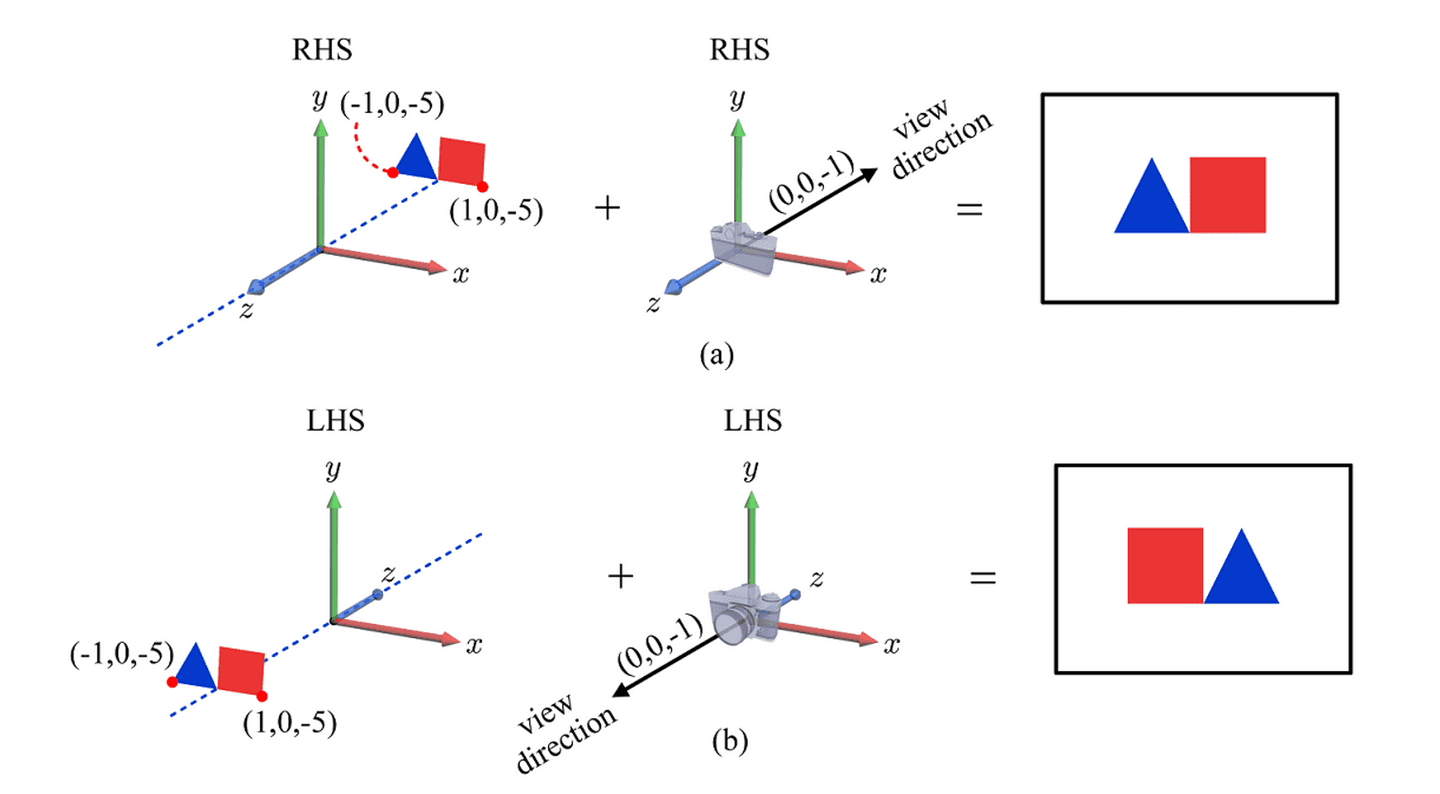 RHS
RHS
y
(-1,0,-5)
(1,0,-5)
x
z
+
y
(0,0,-1)
view
direction
x
z
=
(a)
LHS
LHS
y
z
x
(-1,0,-5)
(1,0,-5)
+
y
z
x
(0,0,-1)
view
direction
=
(b)